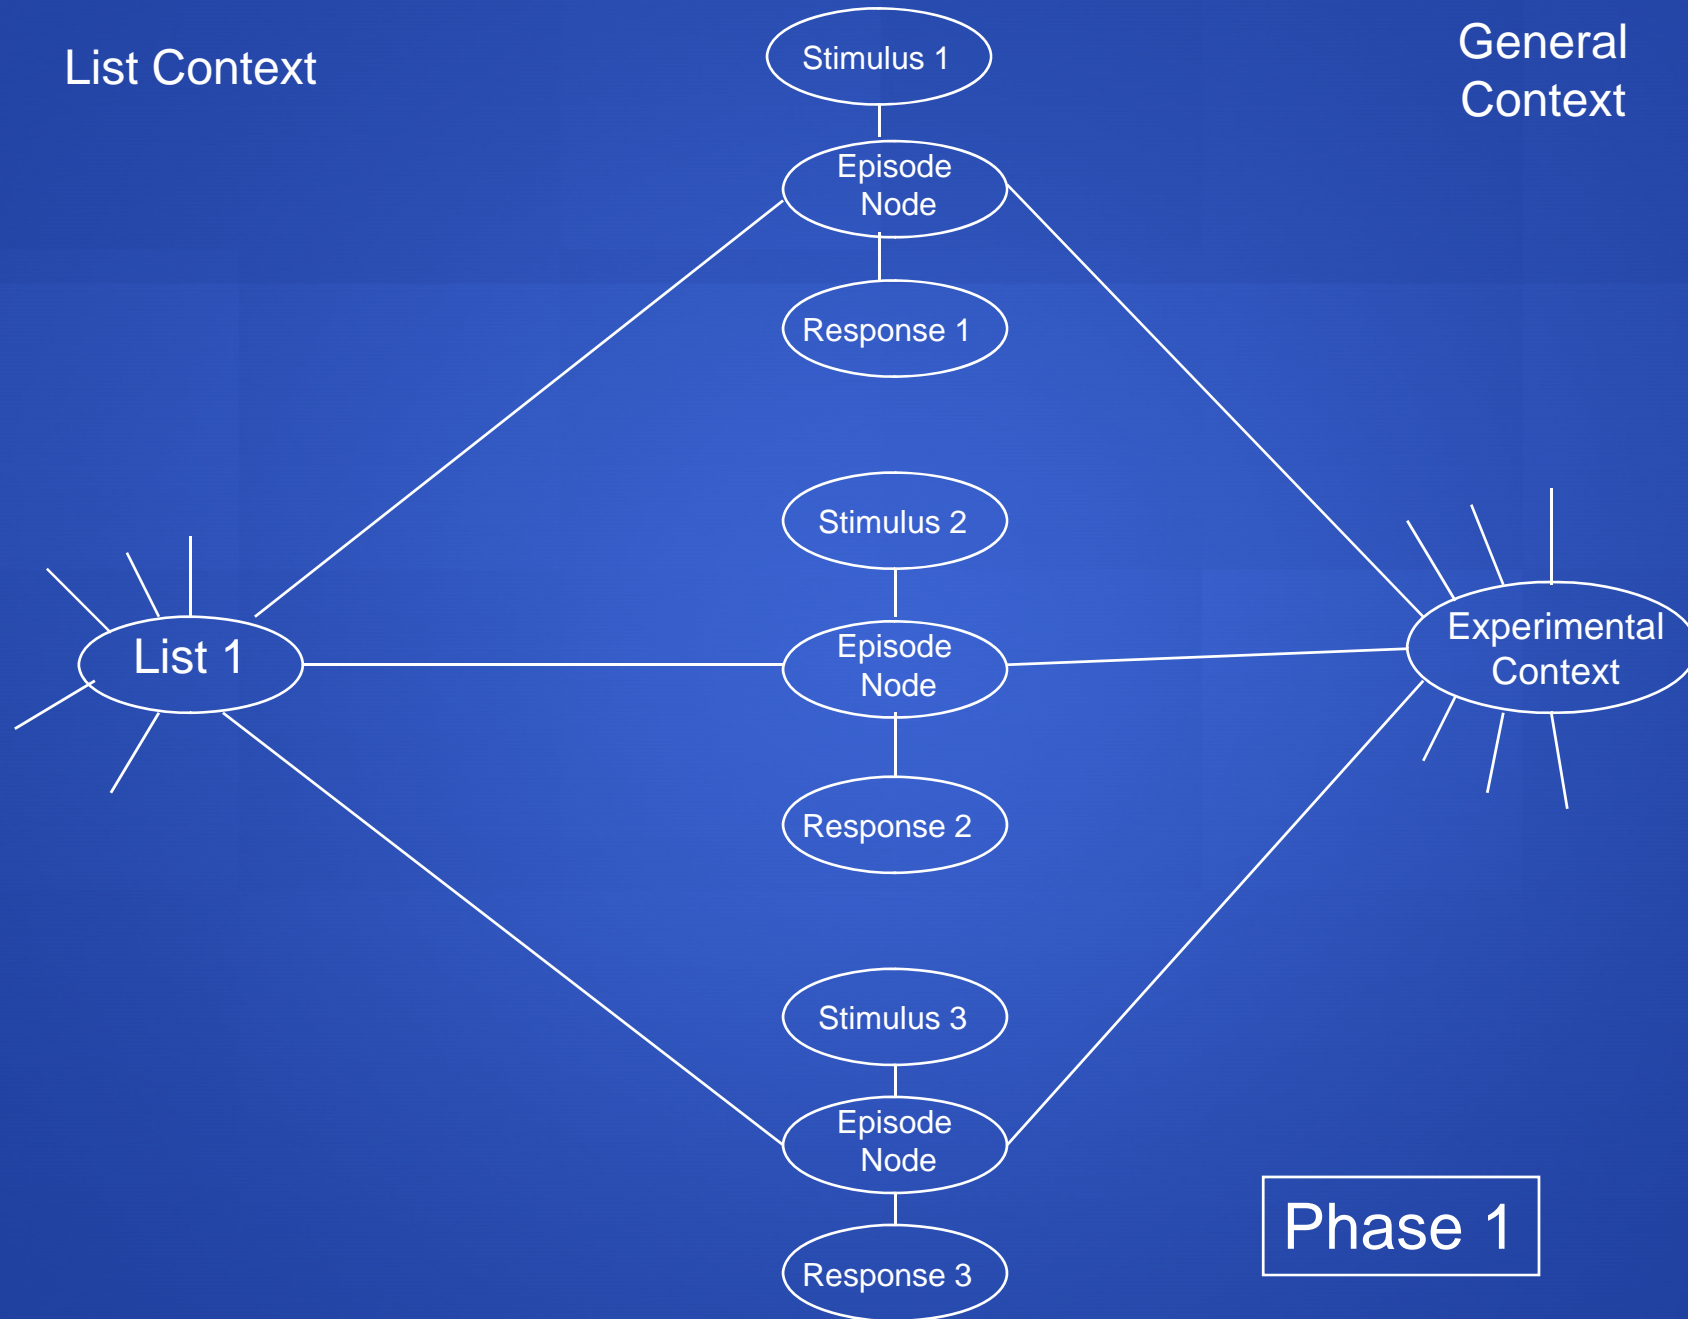 List Context
General
Context
Stimulus 1
Episode
Node
Response 1
Stimulus 2
List 1
Episode
Node
Experimental
Context
Response 2
Stimulus 3
Episode
Node
Response 3
Phase 1